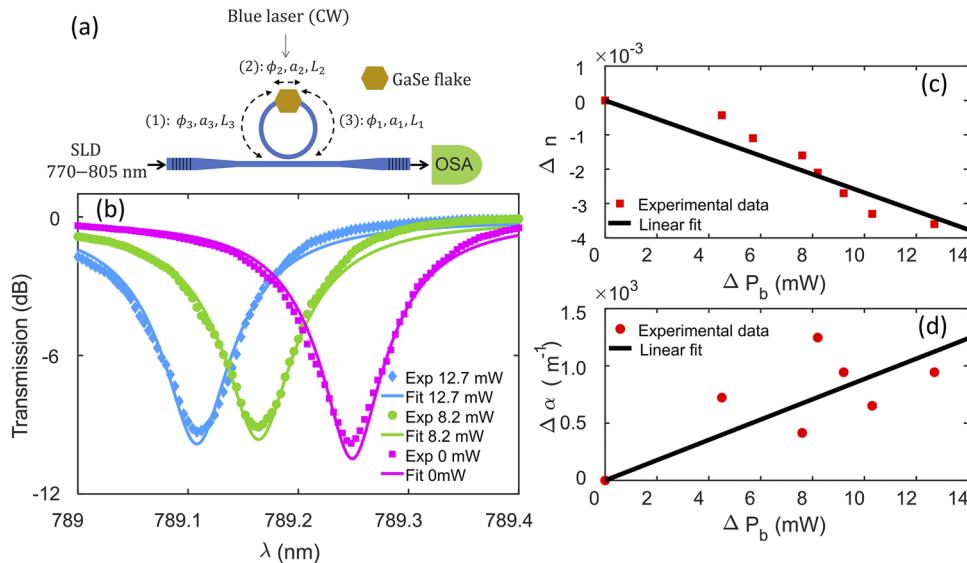 (a)
Blue laser (CW)
(2): ϕ₂, a₂, L₂
GaSe flake
(1): ϕ₃, a₃, L₃
(3): ϕ₁, a₁, L₁
SLD
770−805 nm
OSA
(b)
0
-6
-12
Transmission (dB)
Exp 12.7 mW
Fit 12.7 mW
Exp 8.2 mW
Fit 8.2 mW
Exp 0 mW
Fit 0mW
789
789.1
789.2
789.3
789.4
λ (nm)
×10⁻³
(c)
1
0
-1
-2
-3
-4
Δ n
Experimental data
Linear fit
0
2
4
6
8
10
12
14
Δ P_b (mW)
×10³
(d)
1.5
1.0
0.5
0
Δ α ( m⁻¹)
Experimental data
Linear fit
0
2
4
6
8
10
12
14
Δ P_b (mW)